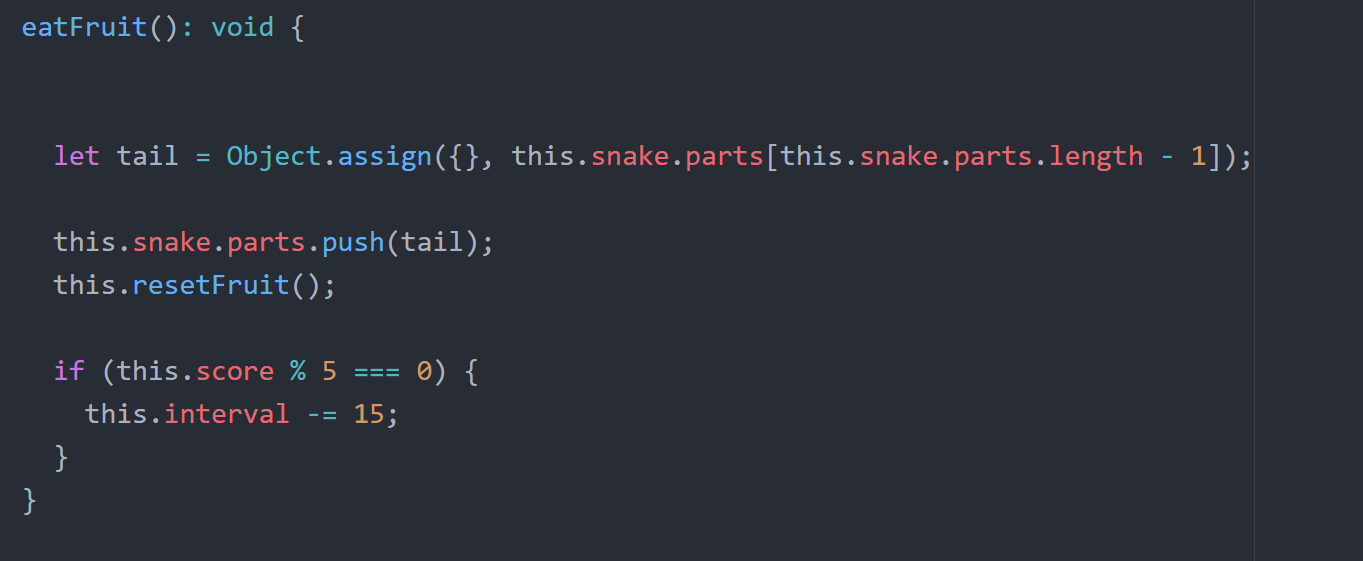 eatFruit(): void {
let tail = Object.assign({}, this.snake.parts[this.snake.parts.length - 1]);
this.snake.parts.push(tail);
this.resetFruit();
if (this.score % 5 === 0) {
this.interval -= 15;
}
}